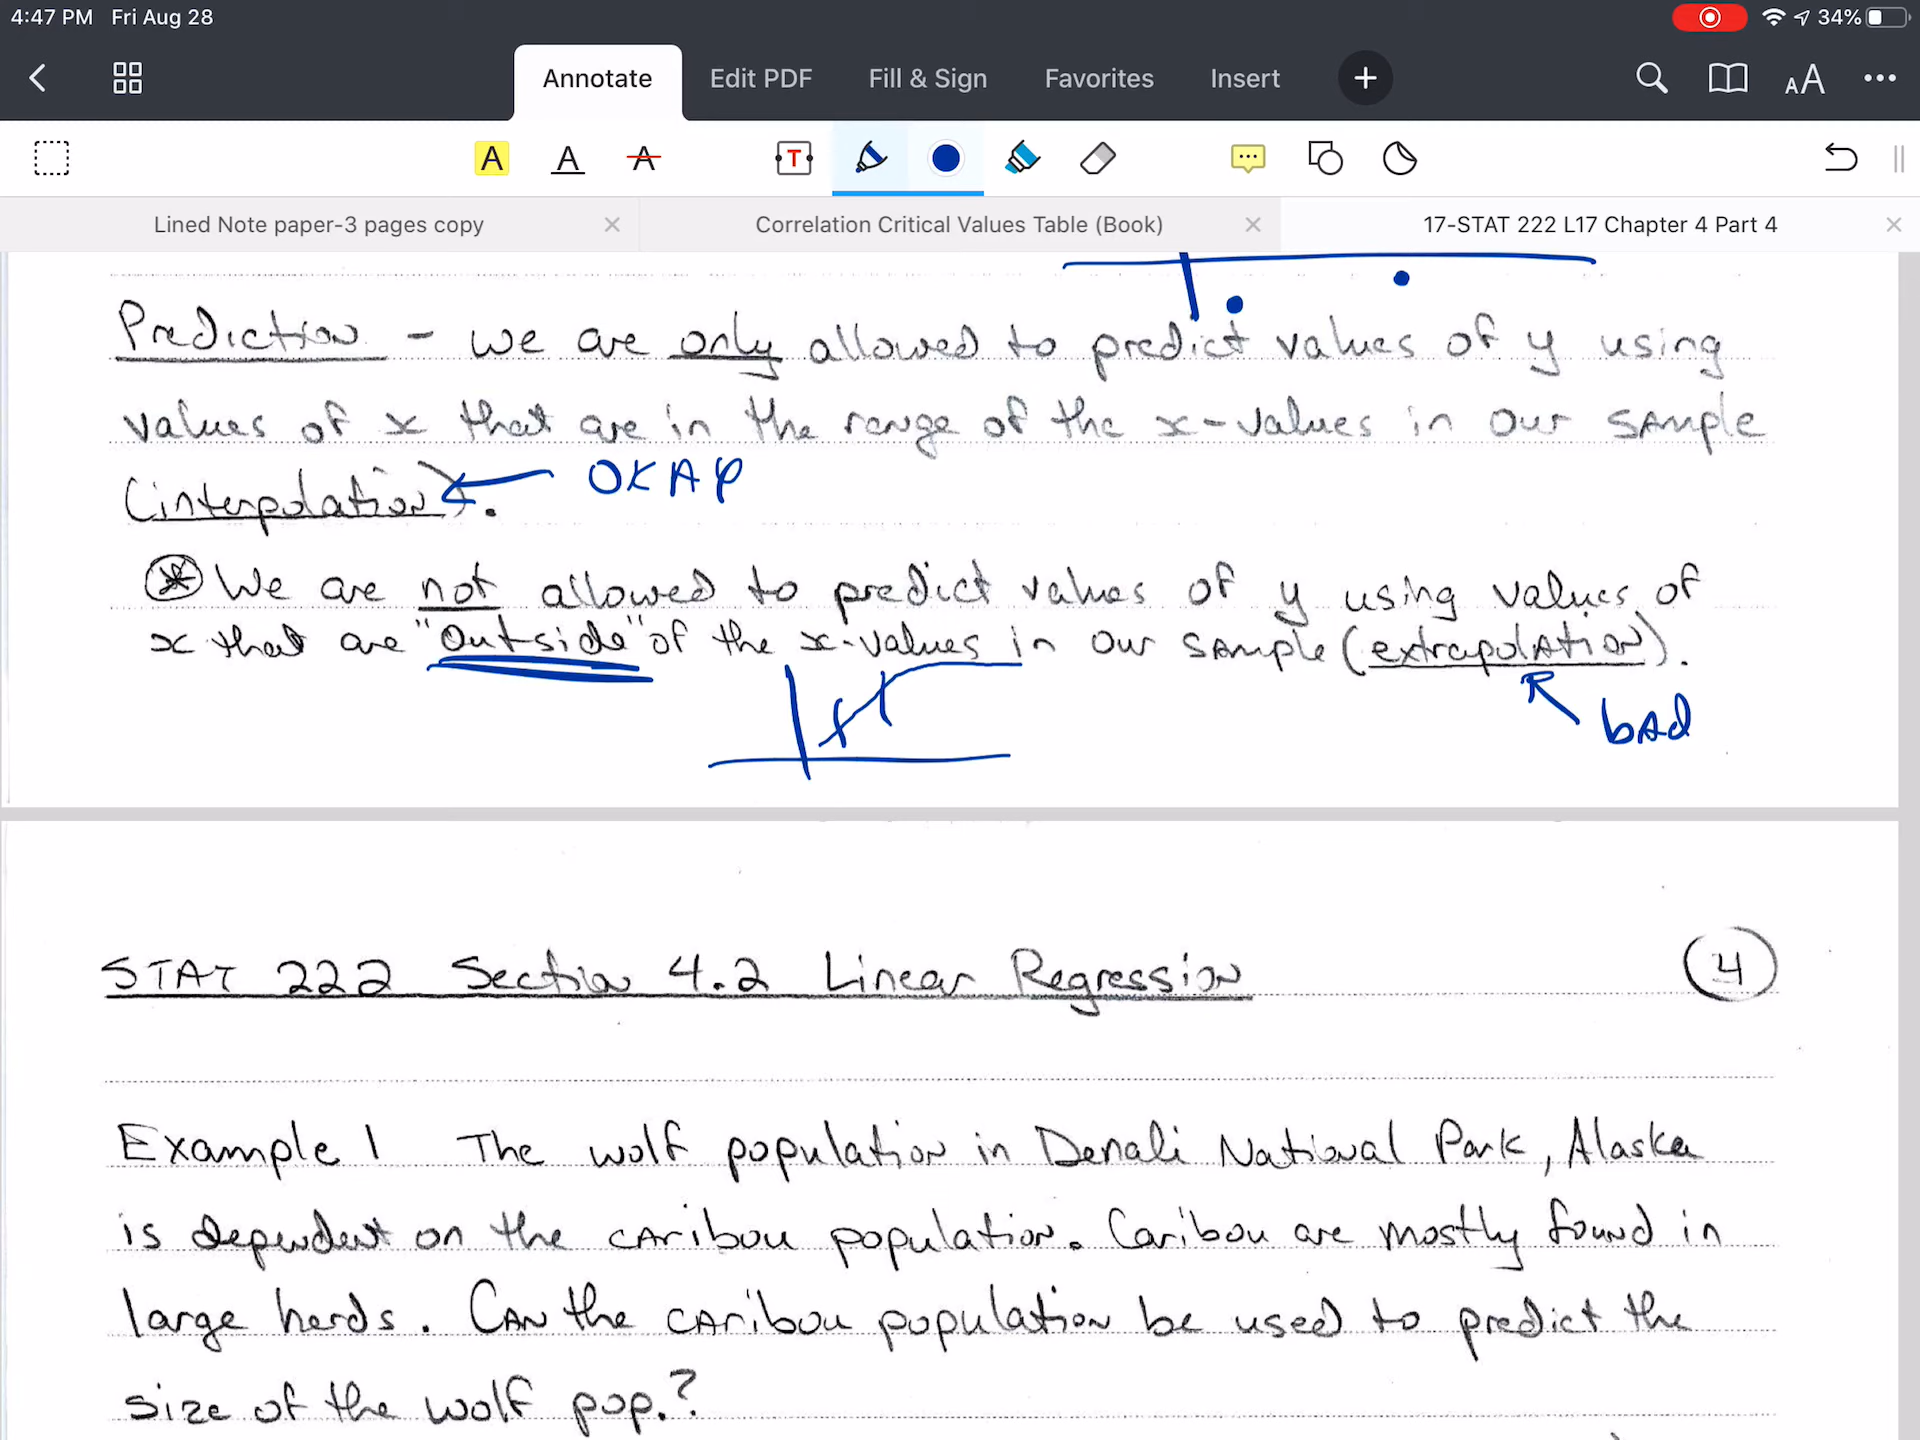 4:47 PM Fri Aug 28 34%
Annotate Edit PDF Fill & Sign Favorites Insert + AA
A A A T
Lined Note paper-3 pages copy Correlation Critical Values Table (Book) 17-STAT 222 L17 Chapter 4 Part 4
Prediction - we are only allowed to predict values of y using
values of x that are in the range of the x-values in our sample
(interpolation). OKAY
* We are not allowed to predict values of y using values of
x that are "outside" of the x-values in our sample (extrapolation).
bad
STAT 222 Section 4.2 Linear Regression 4
Example 1 The wolf population in Denali National Park, Alaska
is dependent on the caribou population. Caribou are mostly found in
large herds. Can the caribou population be used to predict the
size of the wolf pop.?